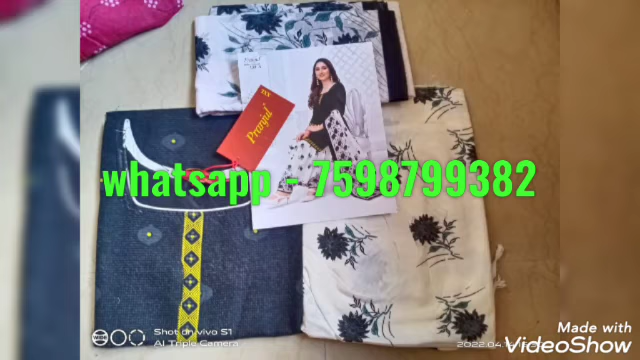 Pranjul
whatsapp - 7598799382
Shot on vivo S1
AI Triple Camera
Made with
VideoShow